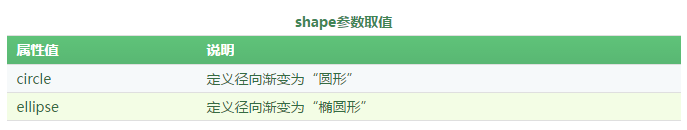 shape参数取值
属性值 说明
circle 定义径向渐变为“圆形”
ellipse 定义径向渐变为“椭圆形”